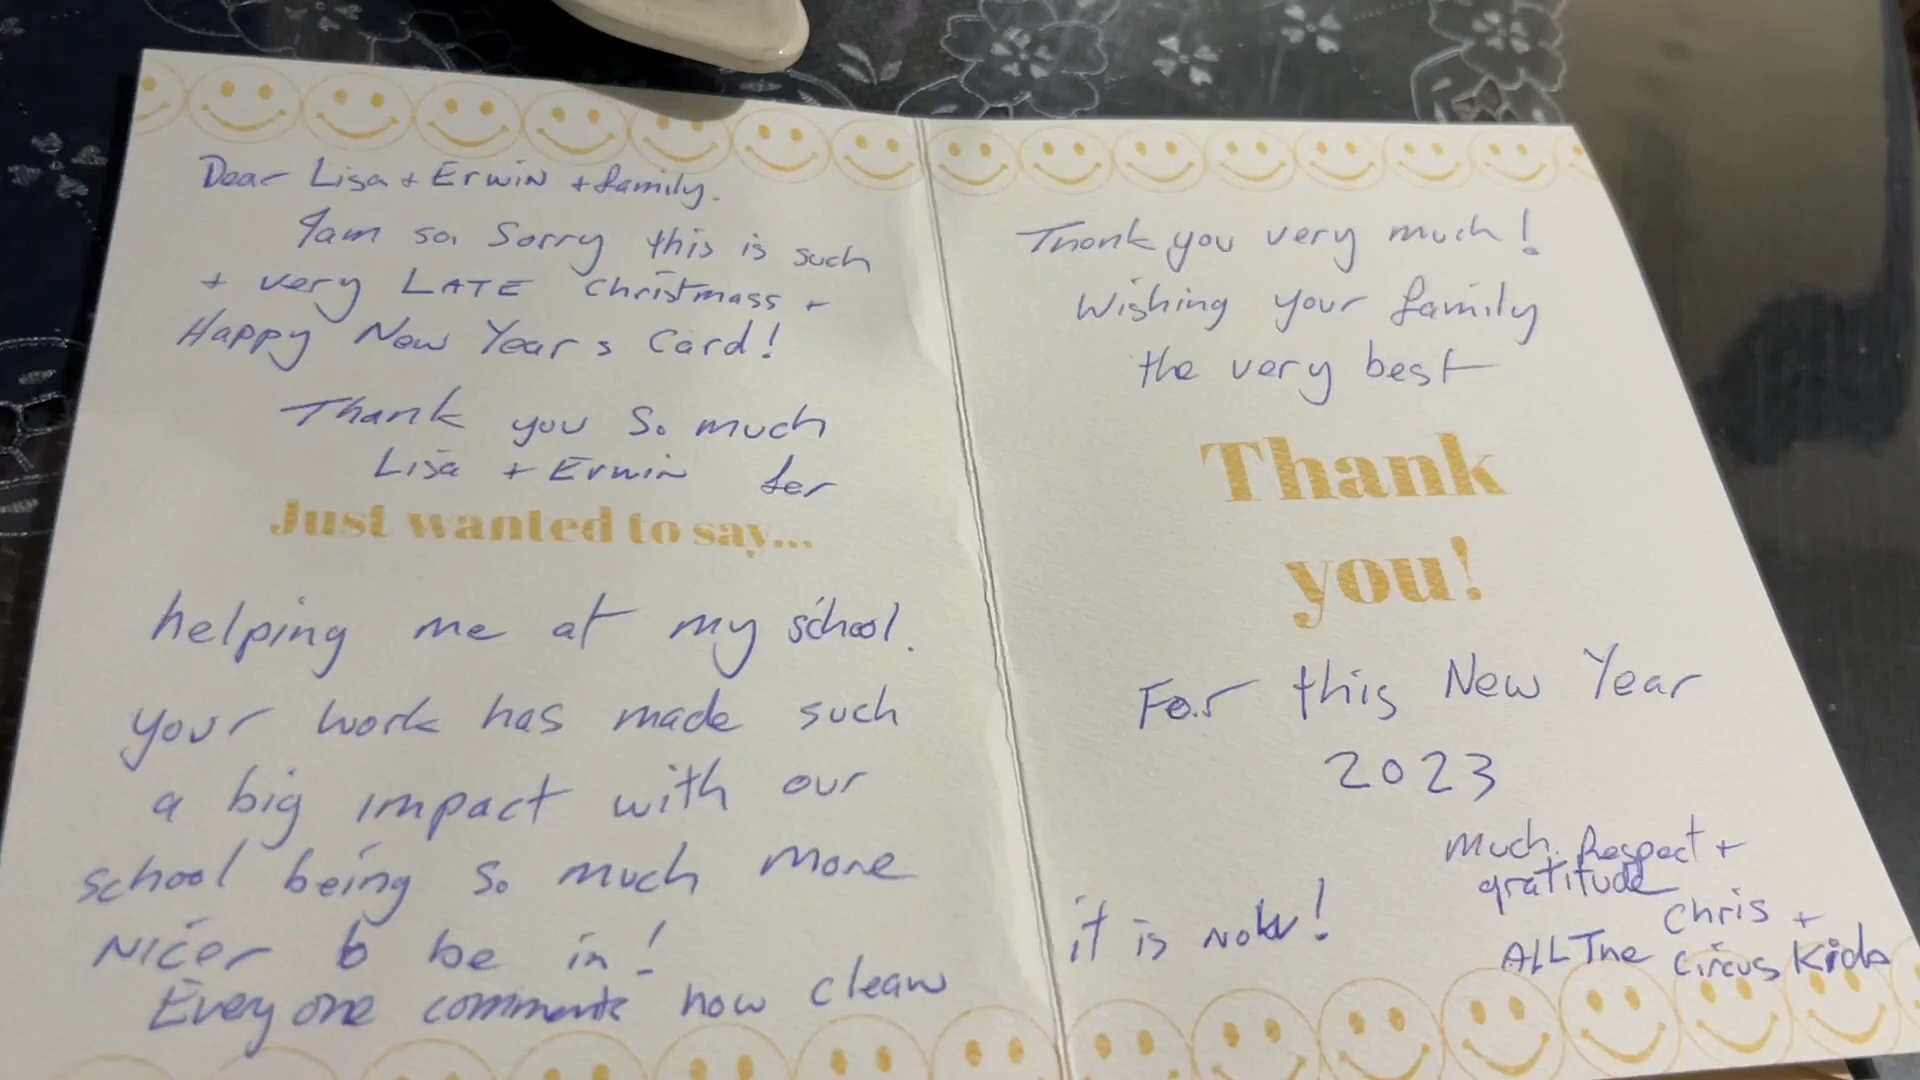 Dear Lisa + Erwin + family.
I am so Sorry this is such
+ very LATE Christmass +
Happy New Years Card!
Thank you So much
Lisa + Erwin for
Just wanted to say...
helping me at my school.
your work has made such
a big impact with our
school being so much more
Nicer to be in!
Everyone comments how clean
Thank you very much!
Wishing your family
the very best
Thank
you!
For this New Year
2023
Much Respect +
gratitude
it is now!
Chris +
ALL The Circus Kids